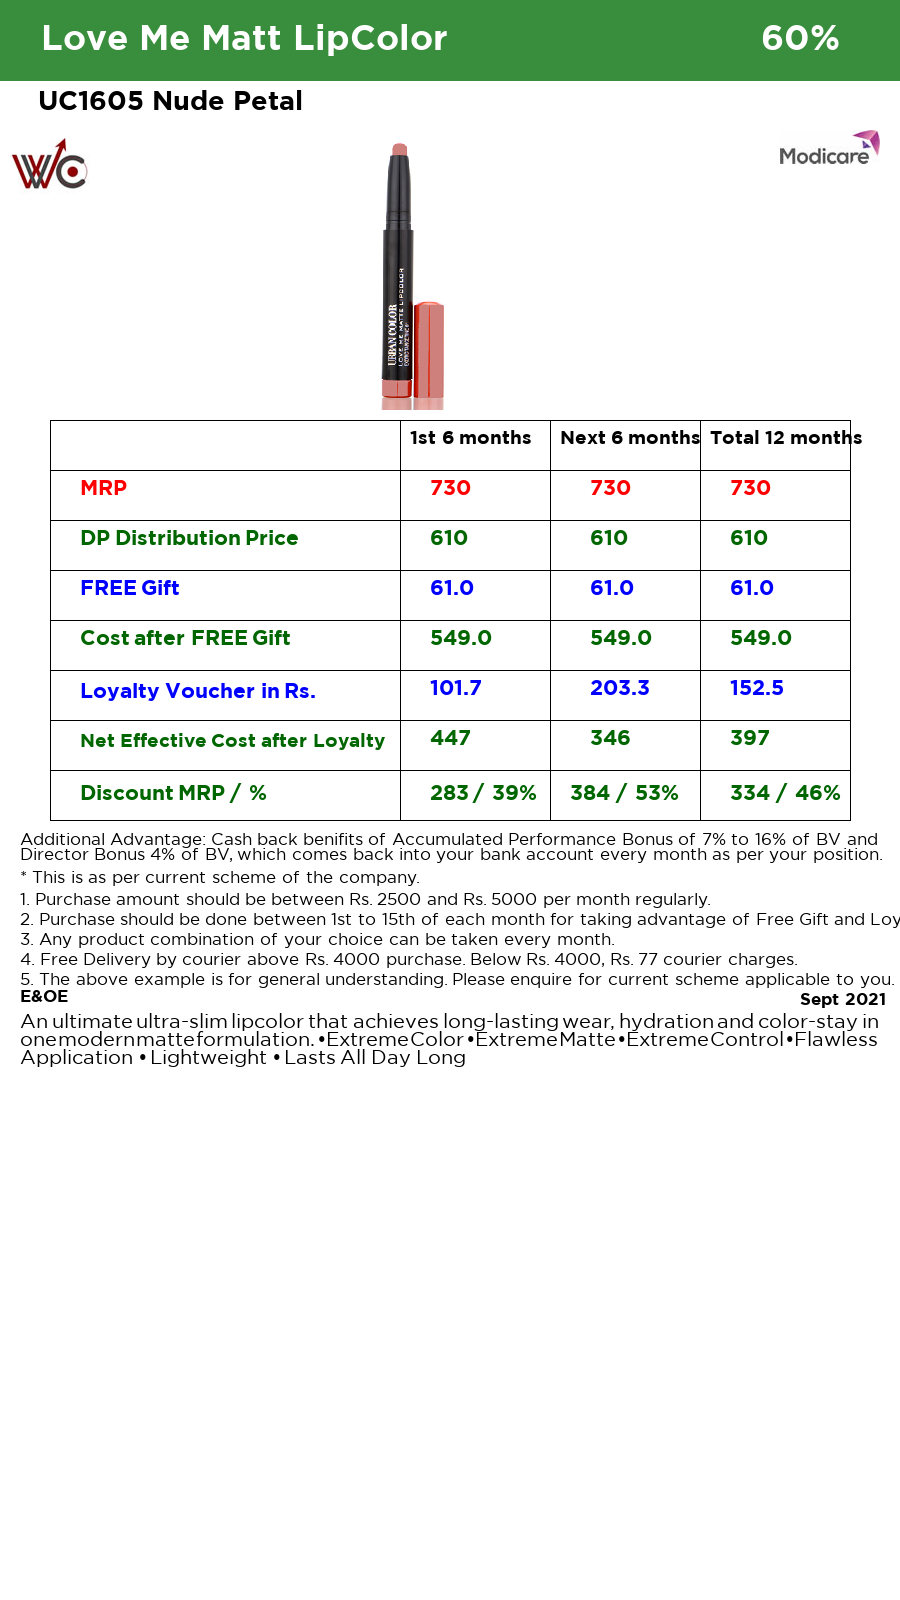 Love Me Matt LipColor 60%
UC1605 Nude Petal
WC
Modicare
URBAN COLOR
LOVE ME MATTE LIPCOLOR
1st 6 months Next 6 months Total 12 months
MRP 730 730 730
DP Distribution Price 610 610 610
FREE Gift 61.0 61.0 61.0
Cost after FREE Gift 549.0 549.0 549.0
Loyalty Voucher in Rs. 101.7 203.3 152.5
Net Effective Cost after Loyalty 447 346 397
Discount MRP / % 283 / 39% 384 / 53% 334 / 46%
Additional Advantage: Cash back benifits of Accumulated Performance Bonus of 7% to 16% of BV and
Director Bonus 4% of BV, which comes back into your bank account every month as per your position.
* This is as per current scheme of the company.
1. Purchase amount should be between Rs. 2500 and Rs. 5000 per month regularly.
2. Purchase should be done between 1st to 15th of each month for taking advantage of Free Gift and Loy
3. Any product combination of your choice can be taken every month.
4. Free Delivery by courier above Rs. 4000 purchase. Below Rs. 4000, Rs. 77 courier charges.
5. The above example is for general understanding. Please enquire for current scheme applicable to you.
E&OE
Sept 2021
An ultimate ultra-slim lipcolor that achieves long-lasting wear, hydration and color-stay in
one modern matte formulation. •Extreme Color •Extreme Matte •Extreme Control •Flawless
Application • Lightweight • Lasts All Day Long